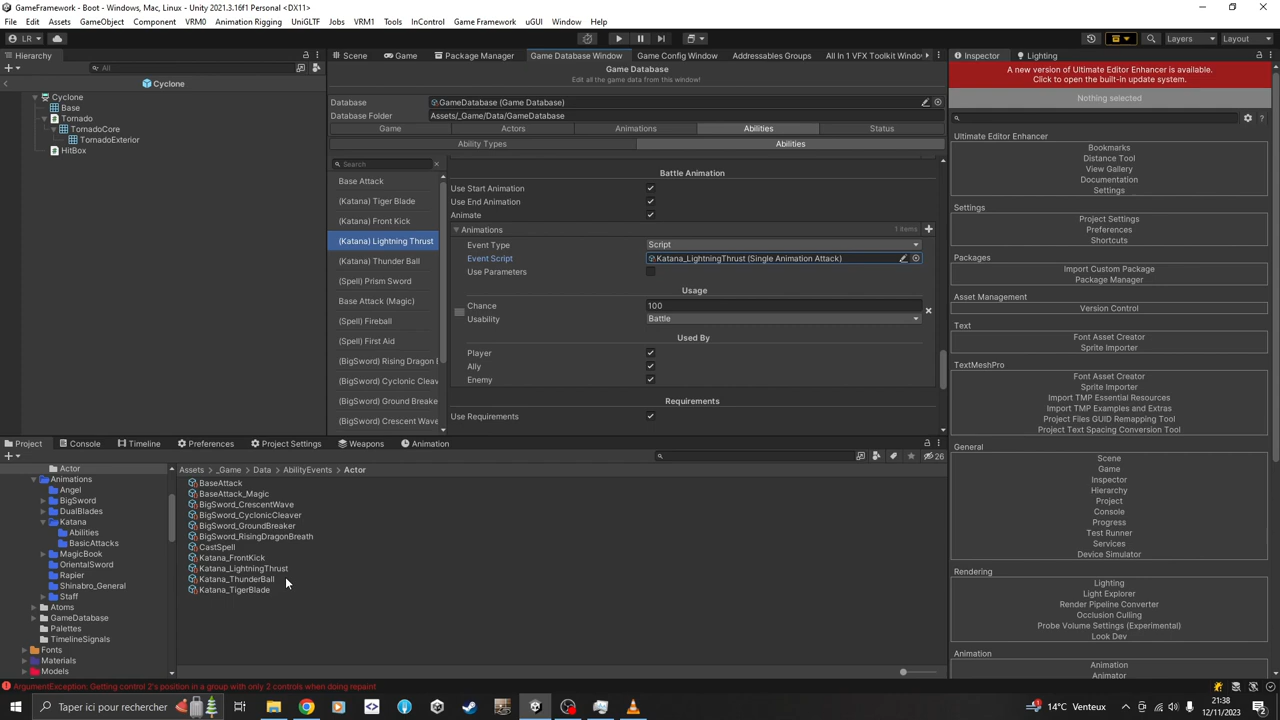 GameFramework - Boot - Windows, Mac, Linux - Unity 2021.3.16f1 Personal <DX11>
File Edit Assets GameObject Component VRM0 Animation Rigging UniGLTF Jobs VRM1 Tools InControl Game Framework uGUI Window Help
LR
Layers
Layout
Hierarchy
All
Cyclone
Cyclone
Base
Tornado
TornadoCore
TornadoExterior
HitBox
Scene Game Package Manager Game Database Window Game Config Window Addressables Groups All In 1 VFX Toolkit Window
Game Database
Edit all the game data from this window!
Database GameDatabase (Game Database)
Database Folder Assets/_Game/Data/GameDatabase
Game Actors Animations Abilities Status
Ability Types Abilities
Search
Base Attack
(Katana) Tiger Blade
(Katana) Front Kick
(Katana) Lightning Thrust
(Katana) Thunder Ball
(Spell) Prism Sword
Base Attack (Magic)
(Spell) Fireball
(Spell) First Aid
(BigSword) Rising Dragon B
(BigSword) Cyclonic Cleav
(BigSword) Ground Breake
(BigSword) Crescent Wave
Battle Animation
Use Start Animation
Use End Animation
Animate
Animations 1 items
Event Type Script
Event Script Katana_LightningThrust (Single Animation Attack)
Use Parameters
Usage
Chance 100
Usability Battle
Used By
Player
Ally
Enemy
Requirements
Use Requirements
Inspector Lighting
A new version of Ultimate Editor Enhancer is available.
Click to open the built-in update system.
Nothing selected
Ultimate Editor Enhancer
Bookmarks
Distance Tool
View Gallery
Documentation
Settings
Settings
Project Settings
Preferences
Shortcuts
Packages
Import Custom Package
Package Manager
Asset Management
Version Control
Text
Font Asset Creator
Sprite Importer
TextMeshPro
Font Asset Creator
Sprite Importer
Import TMP Essential Resources
Import TMP Examples and Extras
Project Files GUID Remapping Tool
Project Text Spacing Conversion Tool
General
Scene
Game
Inspector
Hierarchy
Project
Console
Progress
Test Runner
Services
Device Simulator
Rendering
Lighting
Light Explorer
Render Pipeline Converter
Occlusion Culling
Probe Volume Settings (Experimental)
Look Dev
Animation
Animation
Animator
Project Console Timeline Preferences Project Settings Weapons Animation
26
Actor
Animations
Angel
BigSword
DualBlades
Katana
Abilities
BasicAttacks
MagicBook
OrientalSword
Rapier
Shinabro_General
Staff
Atoms
GameDatabase
Palettes
TimelineSignals
Fonts
Materials
Models
Assets > _Game > Data > AbilityEvents > Actor
BaseAttack
BaseAttack_Magic
BigSword_CrescentWave
BigSword_CyclonicCleaver
BigSword_GroundBreaker
BigSword_RisingDragonBreath
CastSpell
Katana_FrontKick
Katana_LightningThrust
Katana_ThunderBall
Katana_TigerBlade
ArgumentException: Getting control 2's position in a group with only 2 controls when doing repaint
Taper ici pour rechercher
14°C Venteux
21:38
12/11/2023